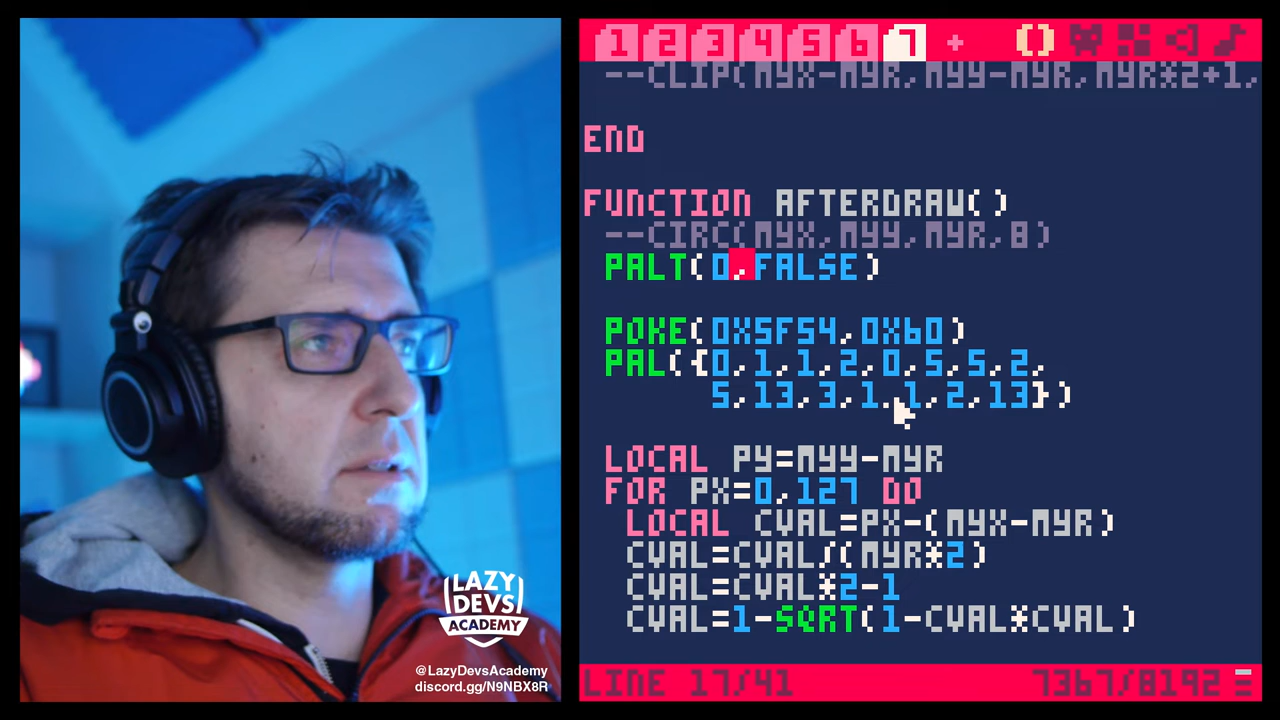 1 2 3 4 5 6 7 + ()
--CLIP(MYX-MYR,MYY-MYR,MYR*2+1,
END
FUNCTION AFTERDRAW()
--CIRC(MYX,MYY,MYR,8)
PALT(0,FALSE)
POKE(0X5F54,0X60)
PAL({0,1,1,2,0,5,5,2,
5,13,3,1,1,2,13})
LOCAL PY=MYY-MYR
FOR PX=0,127 DO
LOCAL CVAL=PX-(MYX-MYR)
CVAL=CVAL/(MYR*2)
CVAL=CVAL*2-1
CVAL=1-SQRT(1-CVAL*CVAL)
LINE 17/41 7367/8192
LAZY
DEVS
ACADEMY
@LazyDevsAcademy
discord.gg/N9NBX8R